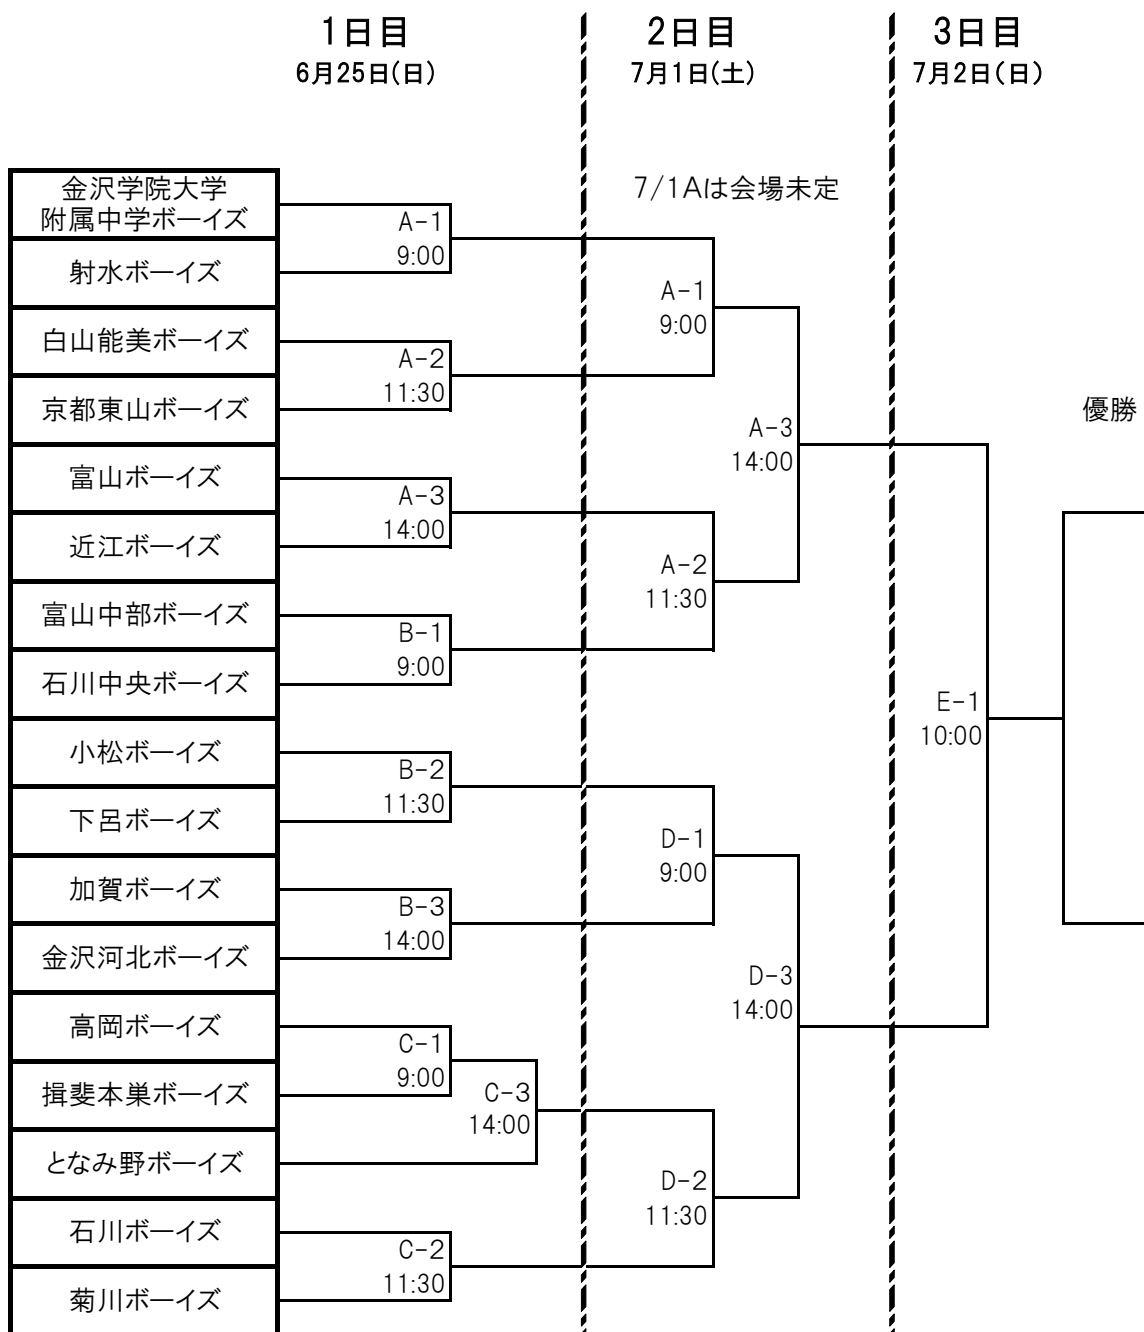 1日目
6月25日(日)
2日目
7月1日(土)
3日目
7月2日(日)
7/1Aは会場未定
金沢学院大学
附属中学ボーイズ
射水ボーイズ
白山能美ボーイズ
京都東山ボーイズ
富山ボーイズ
近江ボーイズ
富山中部ボーイズ
石川中央ボーイズ
小松ボーイズ
下呂ボーイズ
加賀ボーイズ
金沢河北ボーイズ
高岡ボーイズ
揖斐本巣ボーイズ
となみ野ボーイズ
石川ボーイズ
菊川ボーイズ
A-1
9:00
A-2
11:30
A-3
14:00
B-1
9:00
B-2
11:30
B-3
14:00
C-1
9:00
C-3
14:00
C-2
11:30
A-1
9:00
A-2
11:30
A-3
14:00
D-1
9:00
D-2
11:30
D-3
14:00
E-1
10:00
優勝